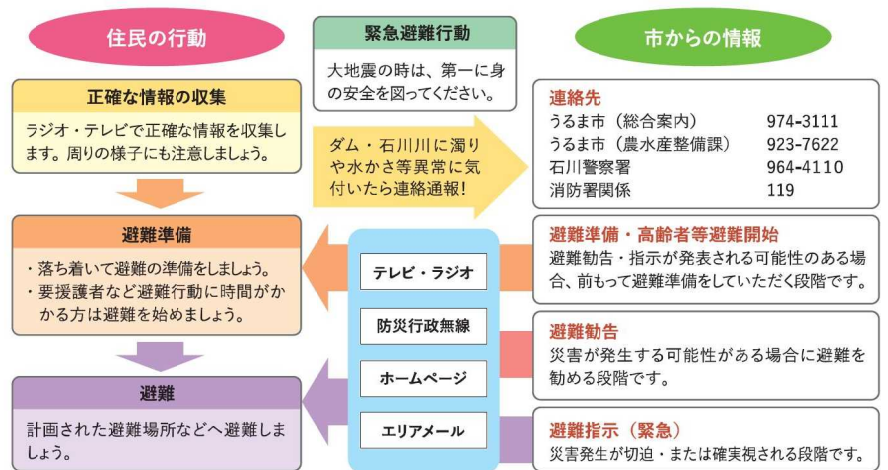 住民の行動
緊急避難行動
大地震の時は、第一に身
の安全を図ってください。
市からの情報
正確な情報の収集
ラジオ・テレビで正確な情報を収集し
ます。周りの様子にも注意しましょう。
ダム・石川川に濁り
や水かさ等異常に気
付いたら連絡通報!
連絡先
うるま市（総合案内） 974-3111
うるま市（農水産整備課） 923-7622
石川警察署 964-4110
消防署関係 119
避難準備
・落ち着いて避難の準備をしましょう。
・要援護者など避難行動に時間がか
かる方は避難を始めましょう。
避難
計画された避難場所などへ避難しま
しょう。
テレビ・ラジオ
防災行政無線
ホームページ
エリアメール
避難準備・高齢者等避難開始
避難勧告・指示が発表される可能性のある場
合、前もって避難準備をしていただく段階です。
避難勧告
災害が発生する可能性がある場合に避難を
勧める段階です。
避難指示（緊急）
災害発生が切迫・または確実視される段階です。